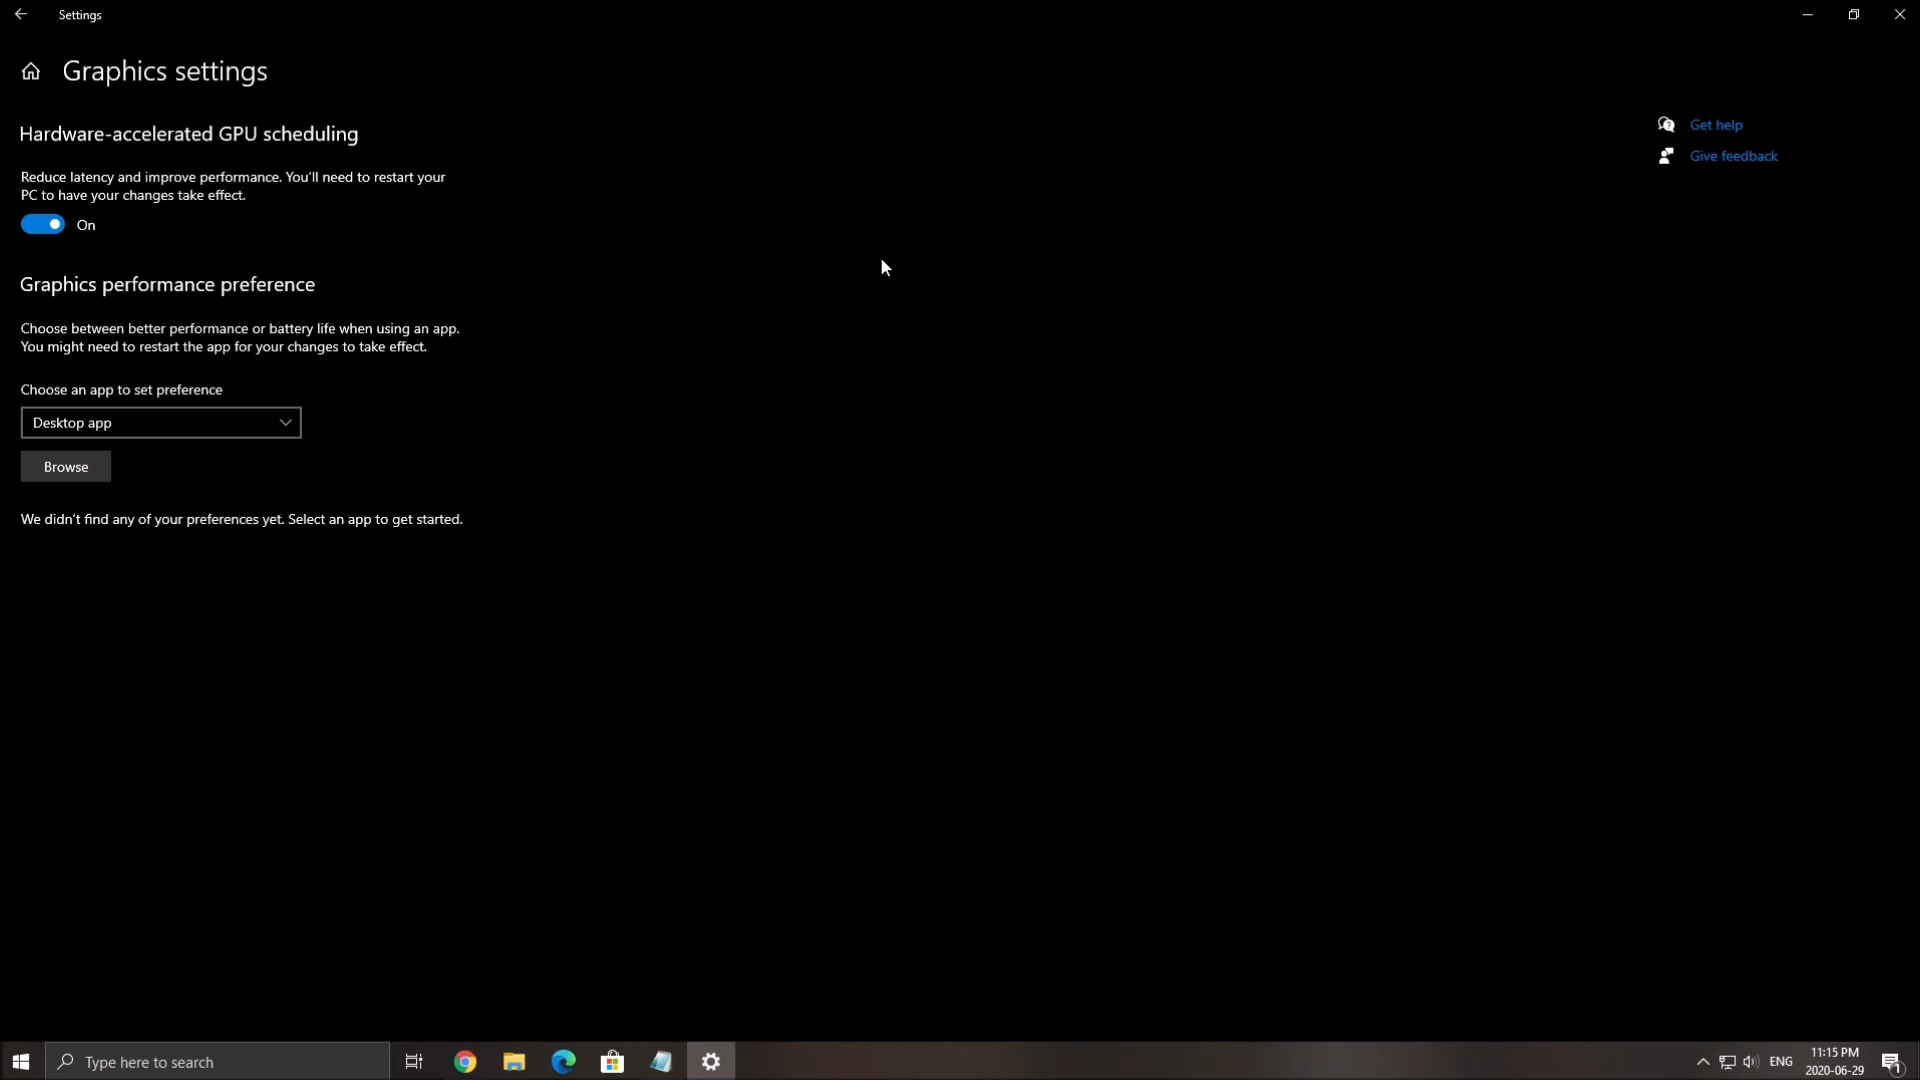 Settings
Graphics settings
Hardware-accelerated GPU scheduling
Reduce latency and improve performance. You'll need to restart your
PC to have your changes take effect.
On
Graphics performance preference
Choose between better performance or battery life when using an app.
You might need to restart the app for your changes to take effect.
Choose an app to set preference
Desktop app
Browse
We didn't find any of your preferences yet. Select an app to get started.
Get help
Give feedback
Type here to search
ENG
11:15 PM
2020-06-29
1